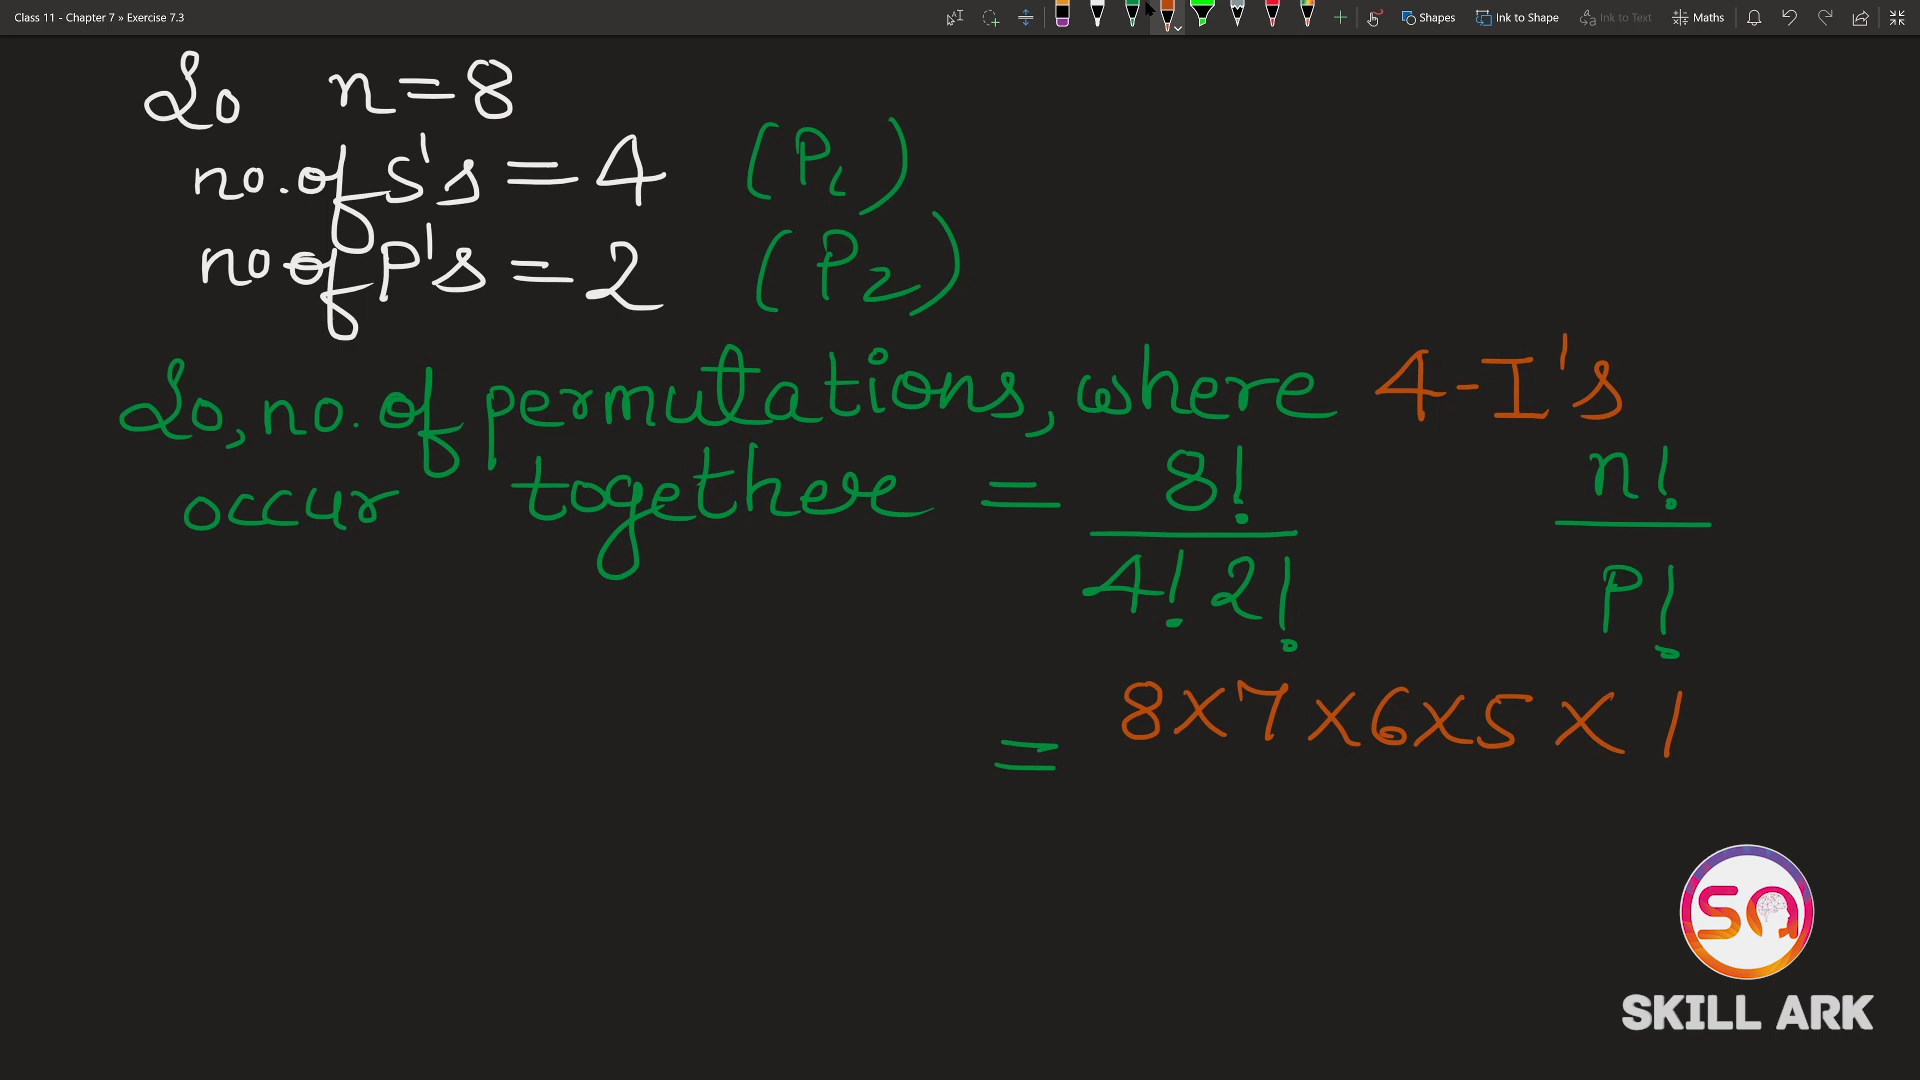 Class 11 - Chapter 7 » Exercise 7.3
Shapes Ink to Shape Ink to Text Maths
So n=8
no. of S's = 4 (P1)
no of P's = 2 (P2)
So, no. of permutations, where 4-I's
occur together = 8! / 4! 2! n! / P!
= 8×7×6×5×1
SKILL ARK